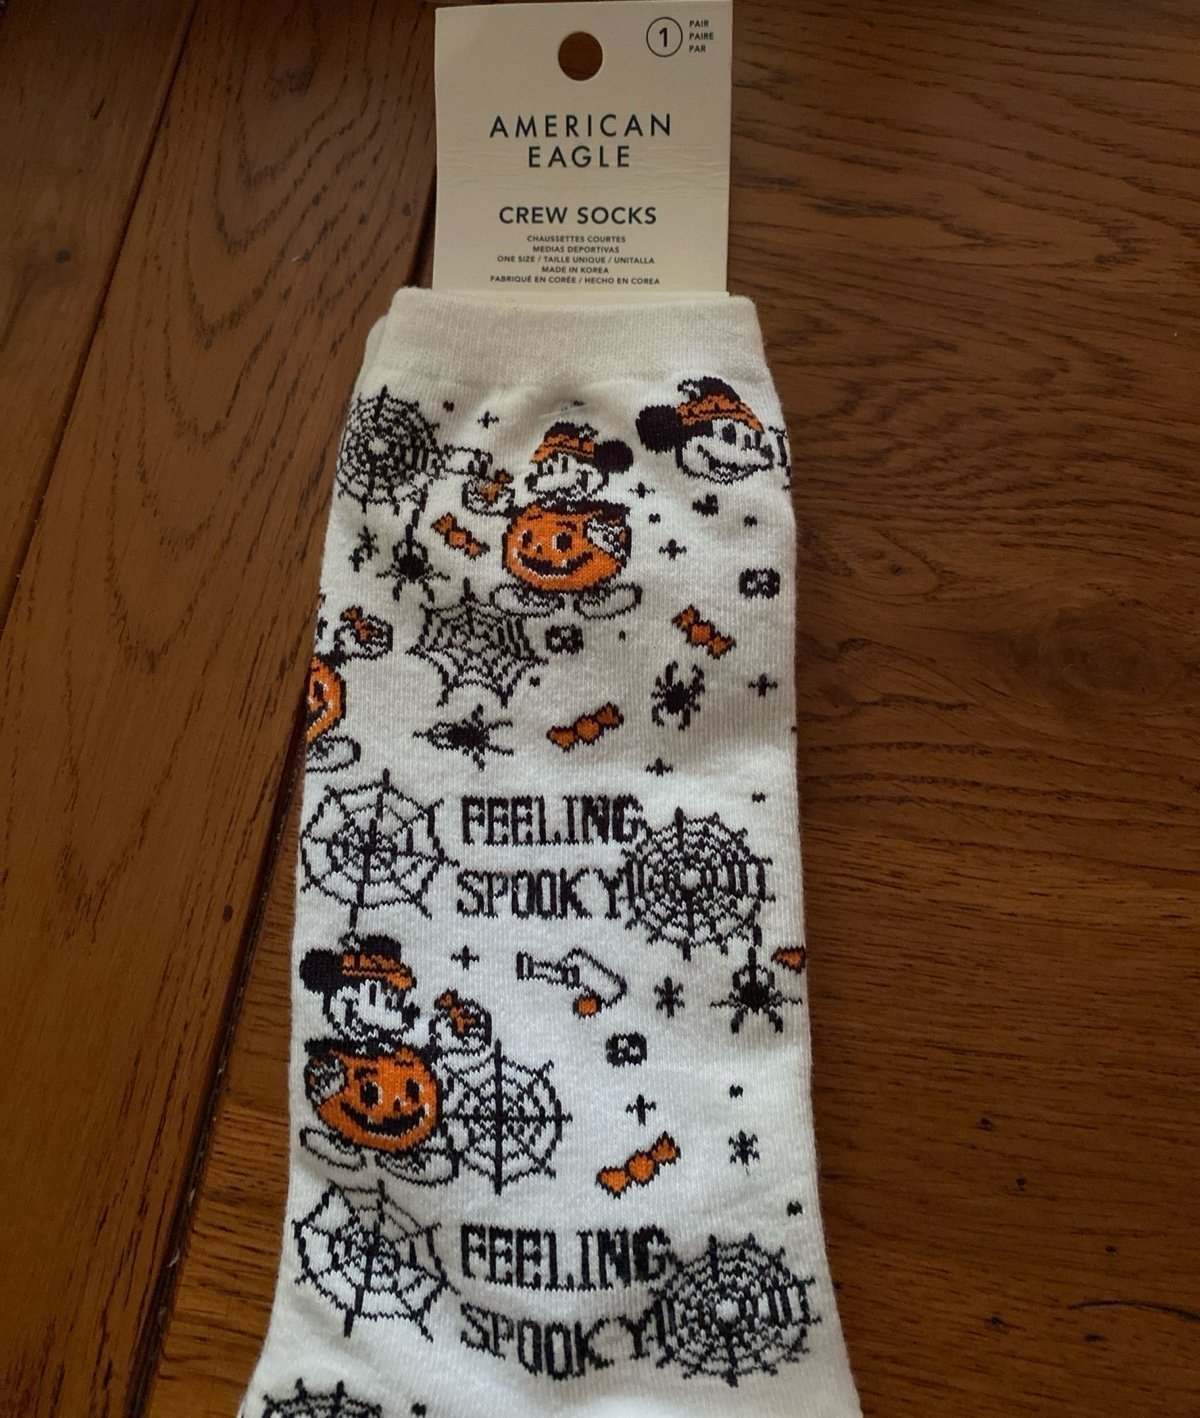 1
PAIR
PAIRE
PAR
AMERICAN
EAGLE
CREW SOCKS
CHAUSSETTES COURTES
MEDIAS DEPORTIVAS
ONE SIZE / TAILLE UNIQUE / UNITALLA
MADE IN KOREA
FABRIQUÉ EN CORÉE / HECHO EN COREA
FEELING
SPOOKY
FEELING
SPOOKY